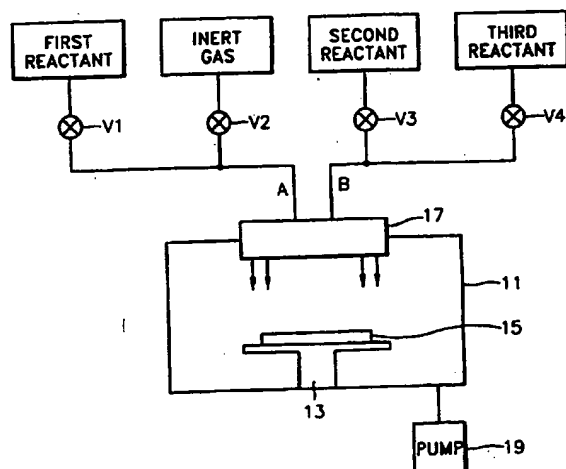 FIRST
REACTANT
INERT
GAS
SECOND
REACTANT
THIRD
REACTANT
V1
V2
V3
V4
A
B
17
11
15
13
PUMP
19